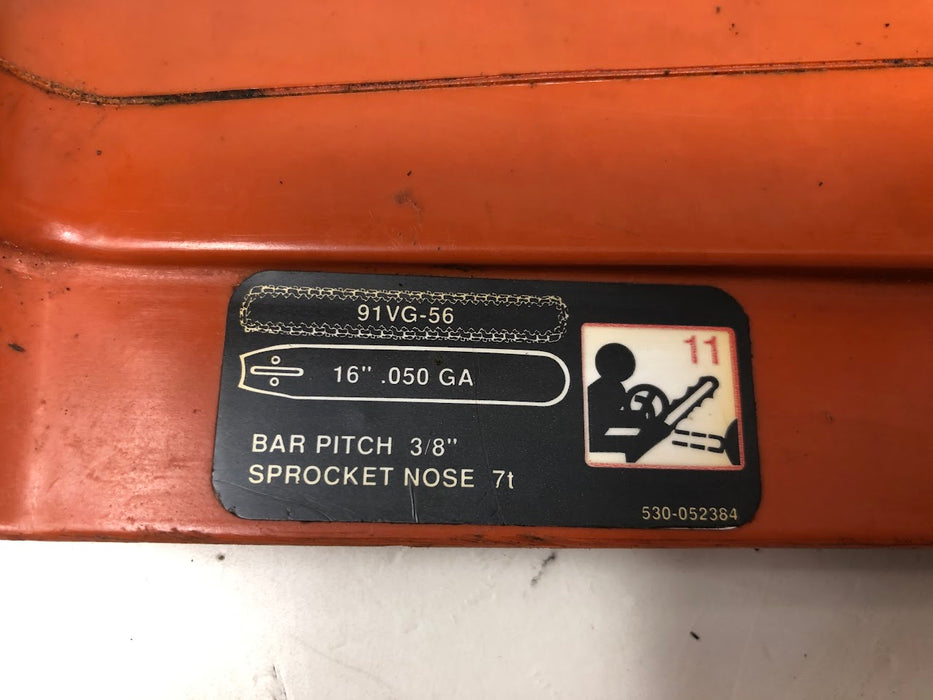 91VG-56
16" .050 GA
BAR PITCH 3/8"
SPROCKET NOSE 7t
11
530-052384